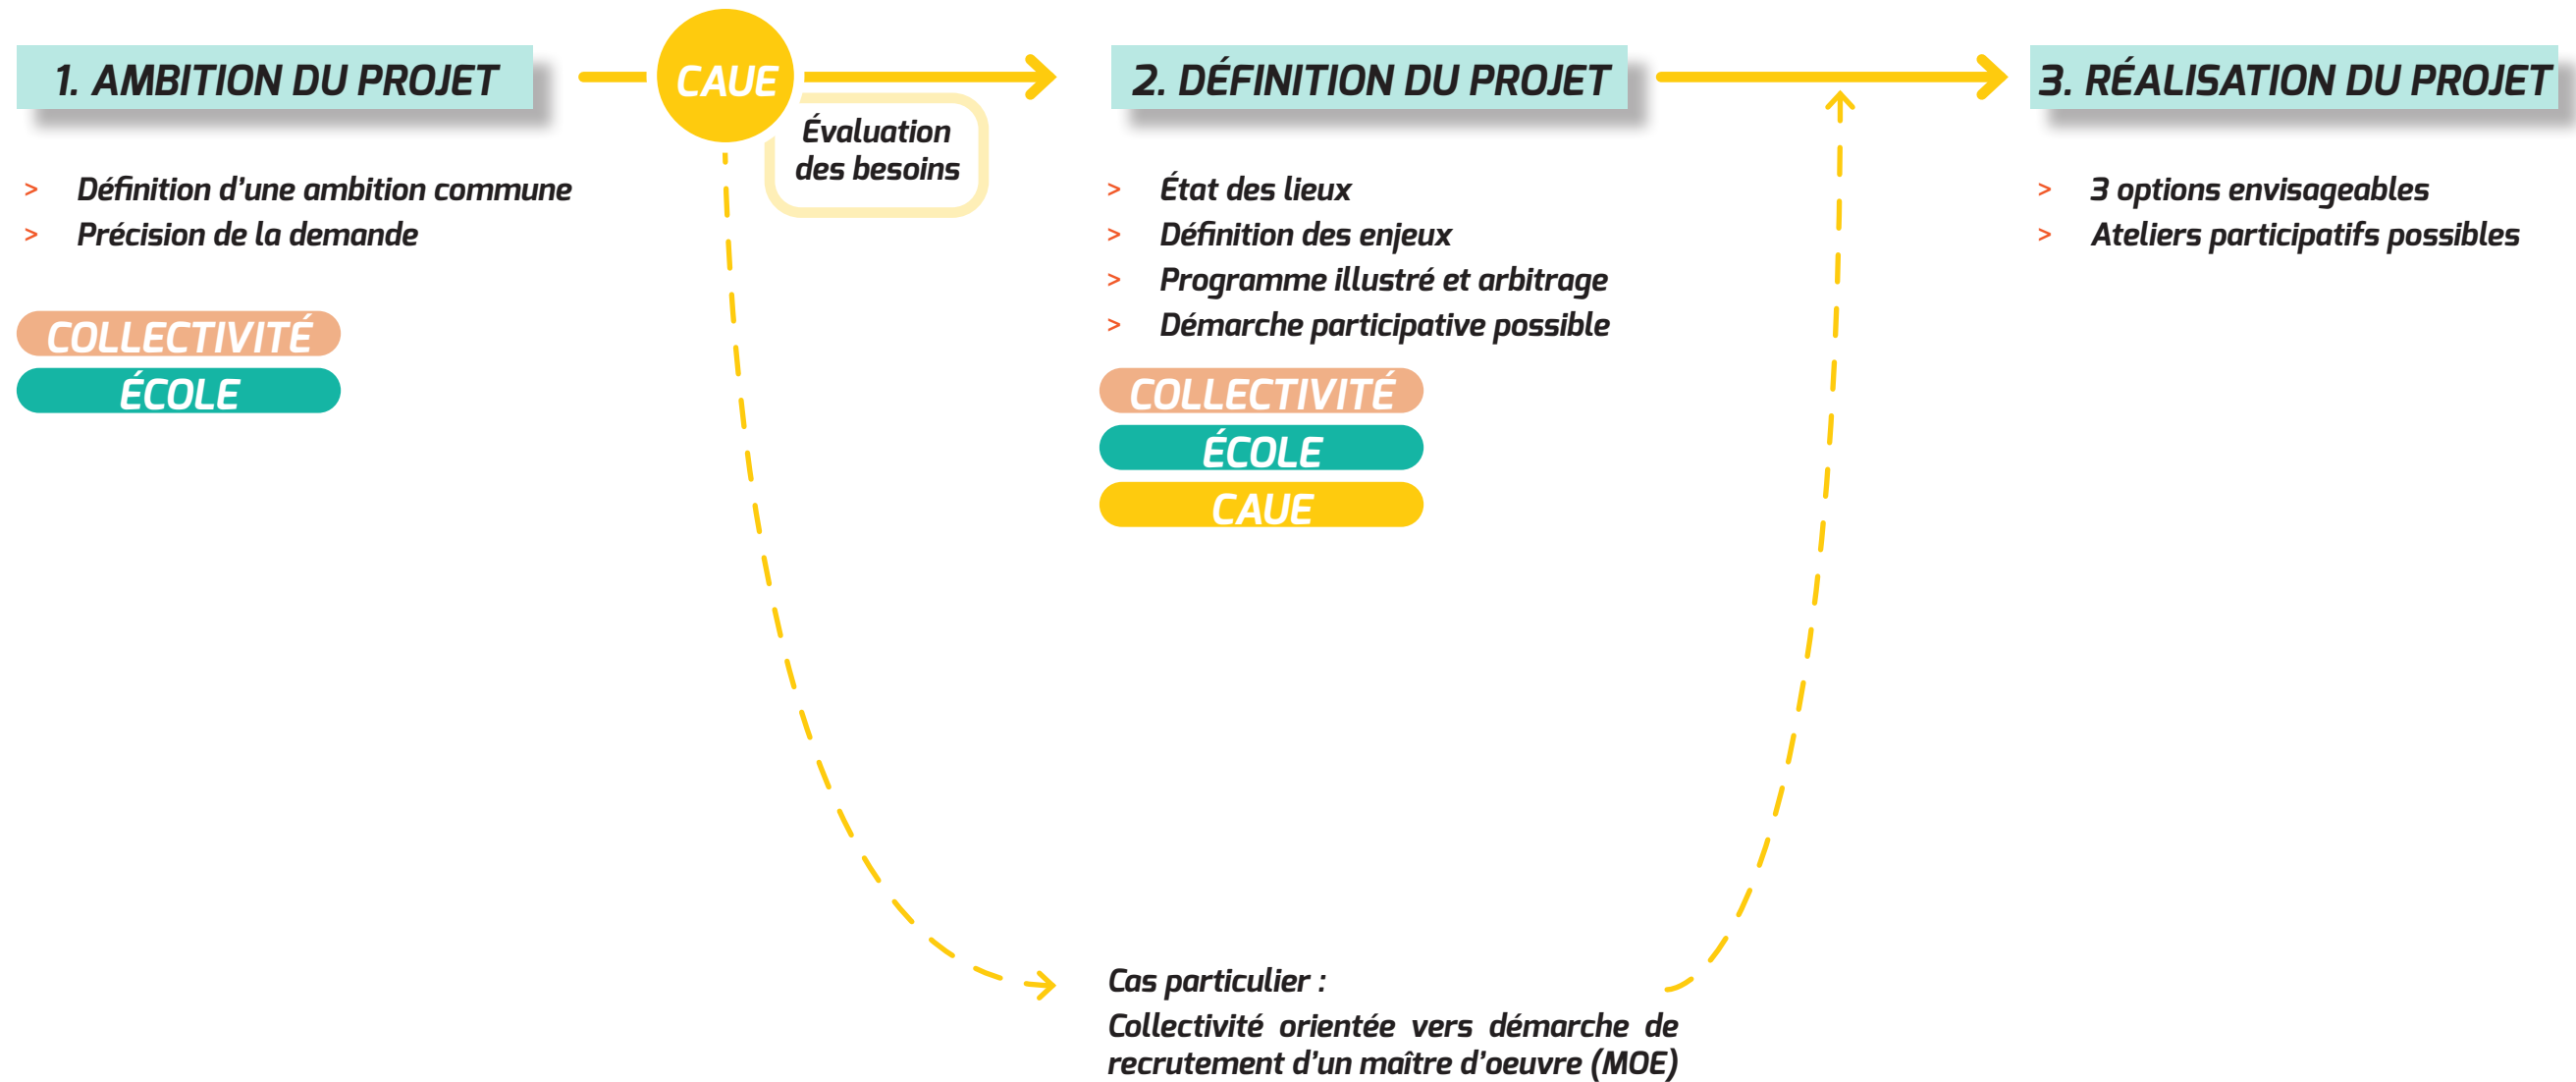 1. AMBITION DU PROJET
> Définition d’une ambition commune
> Précision de la demande
COLLECTIVITÉ
ÉCOLE
CAUE
Évaluation
des besoins
2. DÉFINITION DU PROJET
> État des lieux
> Définition des enjeux
> Programme illustré et arbitrage
> Démarche participative possible
COLLECTIVITÉ
ÉCOLE
CAUE
Cas particulier :
Collectivité orientée vers démarche de
recrutement d’un maître d’oeuvre (MOE)
3. RÉALISATION DU PROJET
> 3 options envisageables
> Ateliers participatifs possibles